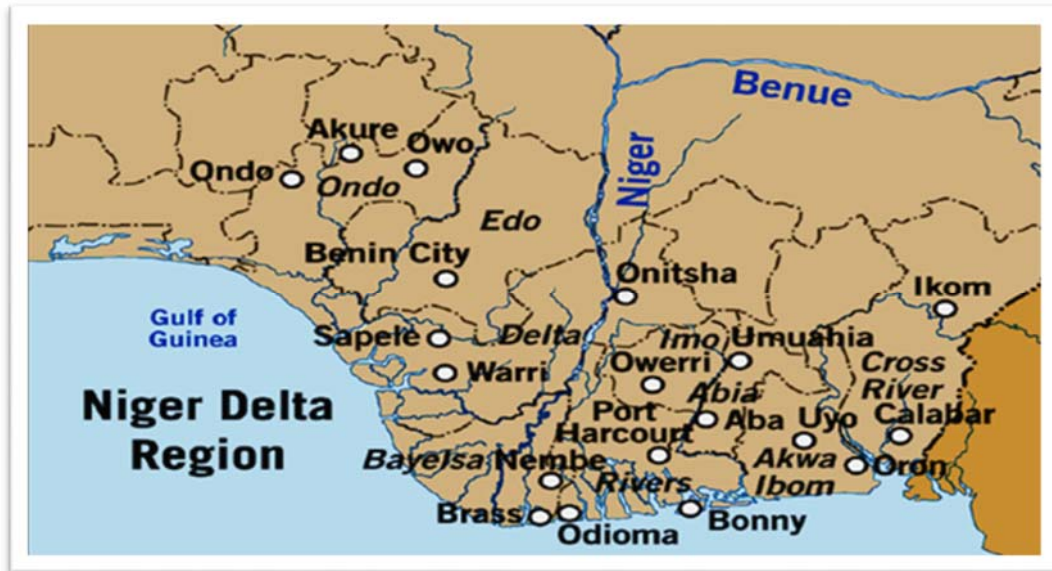 Benue
Niger
Akure
Owo
Ondo
Ondo
Edo
Benin City
Onitsha
Ikom
Gulf of
Guinea
Sapele
Delta
Imo
Umuahia
Warri
Owerri
Cross
River
Niger Delta
Region
Abia
Port
Harcourt
Aba
Uyo
Calabar
Bayelsa
Nembe
Rivers
Akwa
Ibom
Oron
Brass
Odioma
Bonny